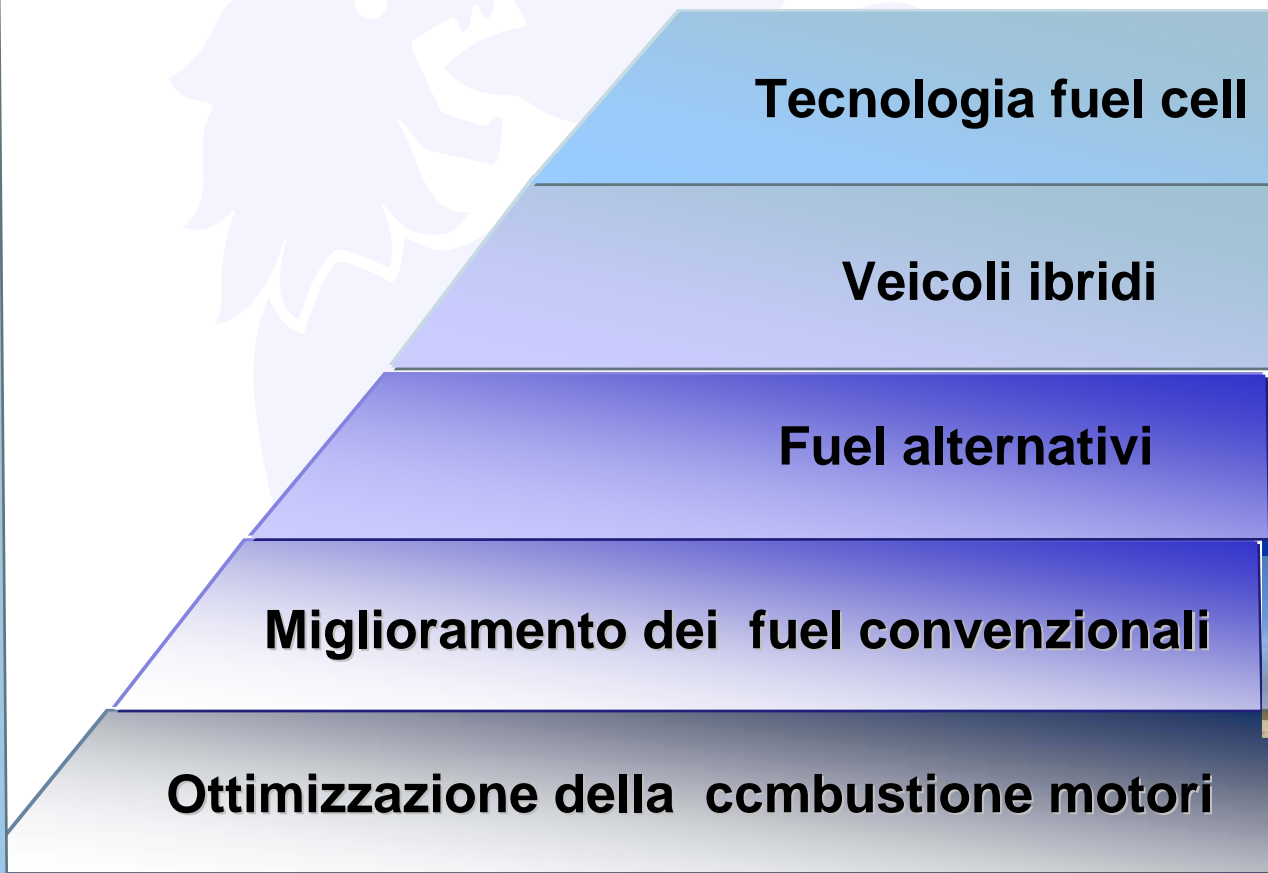 Tecnologia fuel cell
Veicoli ibridi
Fuel alternativi
Miglioramento dei  fuel convenzionali
Ottimizzazione della  ccmbustione motori